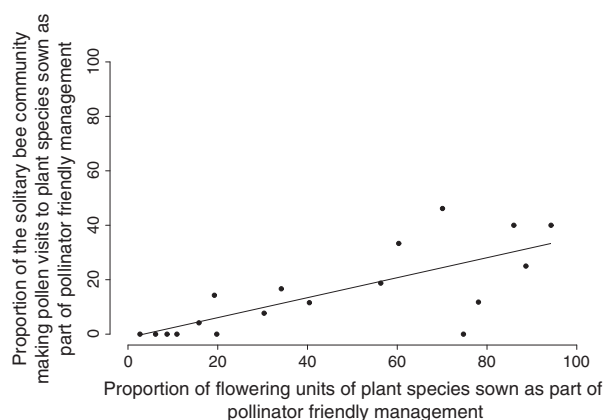 Proportion of the solitary bee community
making pollen visits to plant species sown as
part of pollinator friendly management
100
80
60
40
20
0
0 20 40 60 80 100
Proportion of flowering units of plant species sown as part of
pollinator friendly management